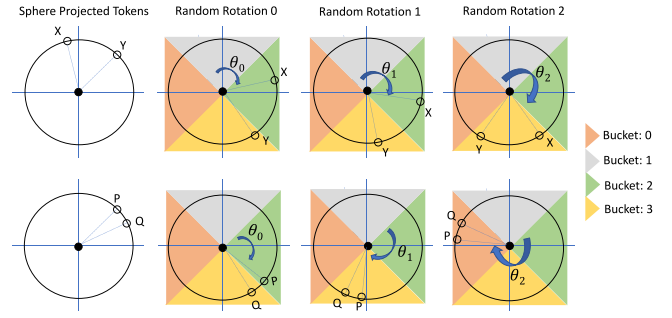 Sphere Projected Tokens
Random Rotation 0
Random Rotation 1
Random Rotation 2
X
Y
θ0
X
Y
θ1
X
Y
θ2
Y
X
Bucket: 0
Bucket: 1
Bucket: 2
Bucket: 3
P
Q
θ0
P
Q
θ1
Q
P
Q
P
θ2